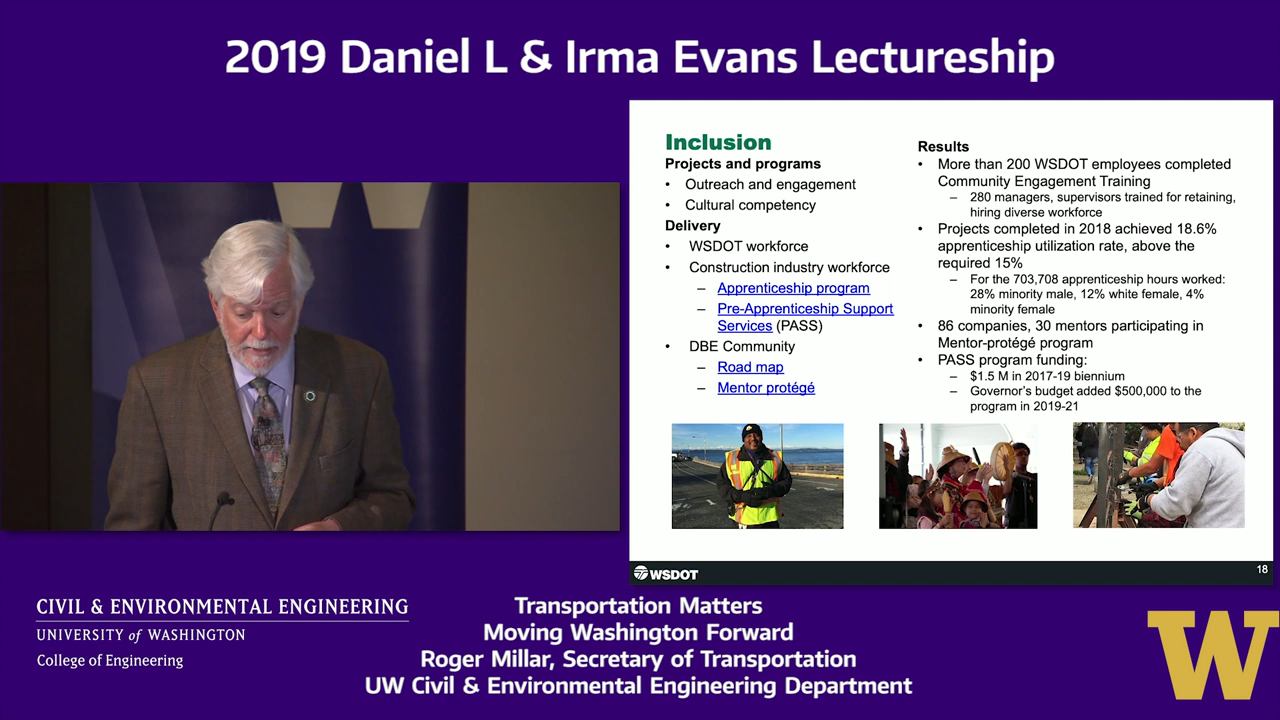 2019 Daniel L & Irma Evans Lectureship
Inclusion
Projects and programs
• Outreach and engagement
• Cultural competency
Delivery
• WSDOT workforce
• Construction industry workforce
– Apprenticeship program
– Pre-Apprenticeship Support
Services (PASS)
• DBE Community
– Road map
– Mentor protégé
Results
• More than 200 WSDOT employees completed
Community Engagement Training
– 280 managers, supervisors trained for retaining,
hiring diverse workforce
• Projects completed in 2018 achieved 18.6%
apprenticeship utilization rate, above the
required 15%
– For the 703,708 apprenticeship hours worked:
28% minority male, 12% white female, 4%
minority female
• 86 companies, 30 mentors participating in
Mentor-protégé program
• PASS program funding:
– $1.5 M in 2017-19 biennium
– Governor's budget added $500,000 to the
program in 2019-21
WSDOT
18
CIVIL & ENVIRONMENTAL ENGINEERING
UNIVERSITY of WASHINGTON
College of Engineering
Transportation Matters
Moving Washington Forward
Roger Millar, Secretary of Transportation
UW Civil & Environmental Engineering Department
W